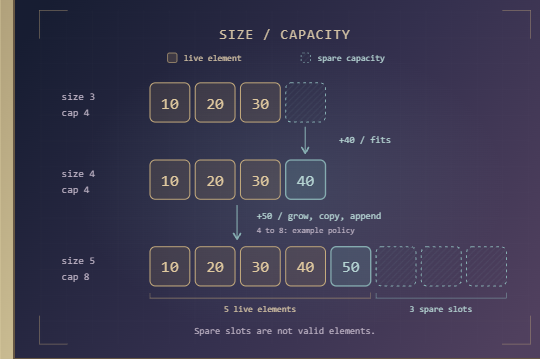 SIZE / CAPACITY
live element
spare capacity
size 3
cap 4
10 20 30
+40 / fits
size 4
cap 4
10 20 30 40
+50 / grow, copy, append
4 to 8: example policy
size 5
cap 8
10 20 30 40 50
5 live elements
3 spare slots
Spare slots are not valid elements.